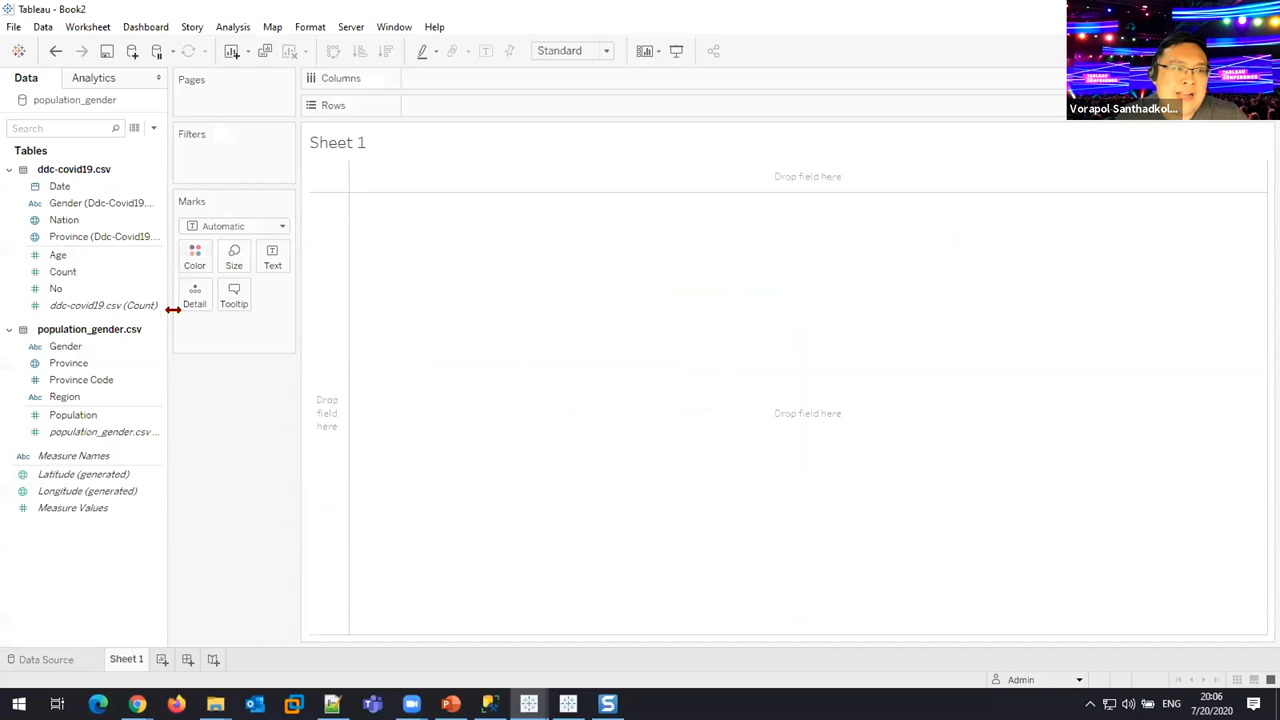 Tableau - Book2
File Data Worksheet Dashboard Story Analysis Map Format Server Window Help
Standard
Data Analytics
population_gender
Search
Tables
ddc-covid19.csv
Date
Gender (Ddc-Covid19....
Nation
Province (Ddc-Covid19....
Age
Count
No
ddc-covid19.csv (Count)
population_gender.csv
Gender
Province
Province Code
Region
Population
population_gender.csv ...
Measure Names
Latitude (generated)
Longitude (generated)
Measure Values
Pages
Filters
Marks
Automatic
Color Size Text
Detail Tooltip
Columns
Rows
Sheet 1
Drop field here
Drop
field
here
Drop field here
TABLEAU CONFERENCE
TABLEAU CONFERENCE
Vorapol Santhadkol...
Data Source Sheet 1
Admin
ENG
20:06
7/20/2020